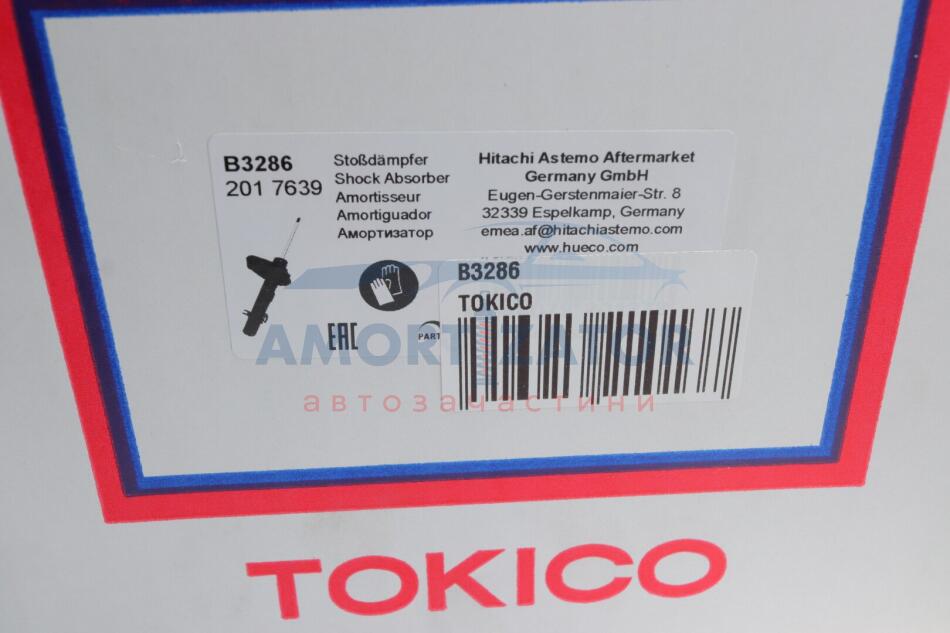 B3286
201 7639
Stoßdämpfer
Shock Absorber
Amortisseur
Amortiguador
Амортизатор
Hitachi Astemo Aftermarket
Germany GmbH
Eugen-Gerstenmaier-Str. 8
32339 Espelkamp, Germany
emea.af@hitachiastemo.com
www.hueco.com
EAC
PART
B3286
TOKICO
AMORTIZATOR
автозапчастини
TOKICO